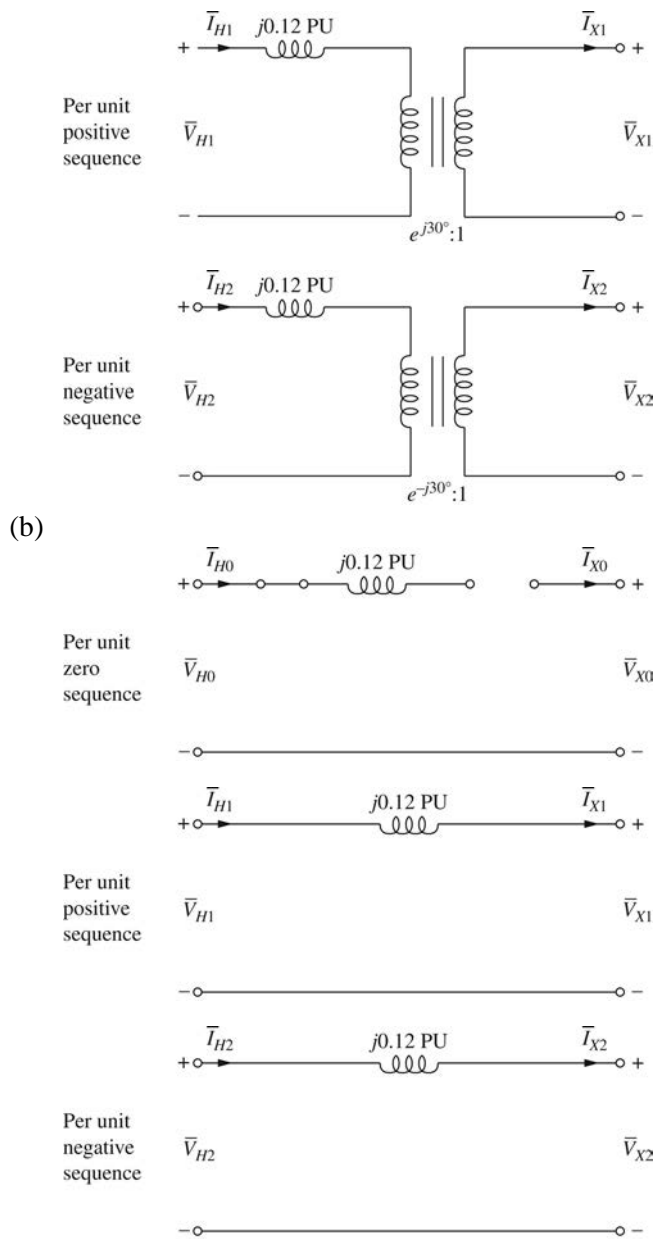 I̅H1 j0.12 PU I̅X1
+ +
Per unit
positive
sequence
V̅H1 V̅X1
− −
e^j30°:1
I̅H2 j0.12 PU I̅X2
+ +
Per unit
negative
sequence
V̅H2 V̅X2
− −
e^−j30°:1
(b)
I̅H0 j0.12 PU I̅X0
+ +
Per unit
zero
sequence
V̅H0 V̅X0
− −
I̅H1 j0.12 PU I̅X1
+ +
Per unit
positive
sequence
V̅H1 V̅X1
− −
I̅H2 j0.12 PU I̅X2
+ +
Per unit
negative
sequence
V̅H2 V̅X2
− −